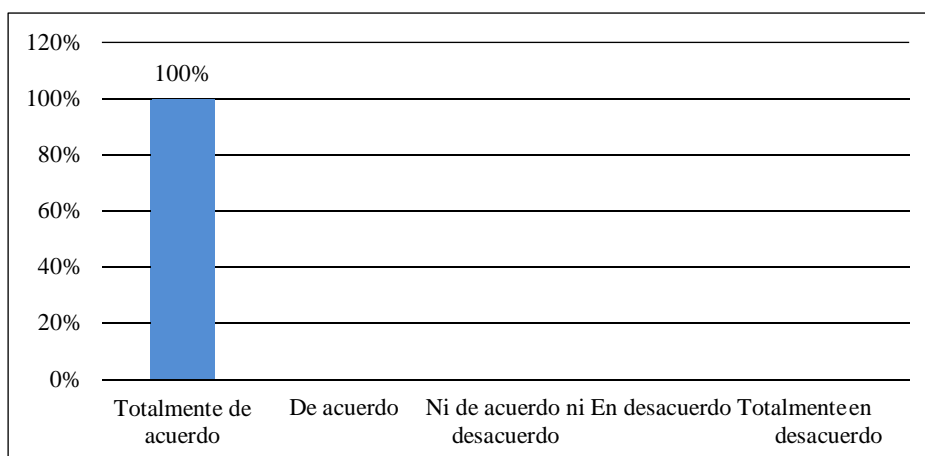 120%
100%
100%
80%
60%
40%
20%
0%
Totalmente de acuerdo
De acuerdo
Ni de acuerdo ni desacuerdo
En desacuerdo
Totalmente en desacuerdo